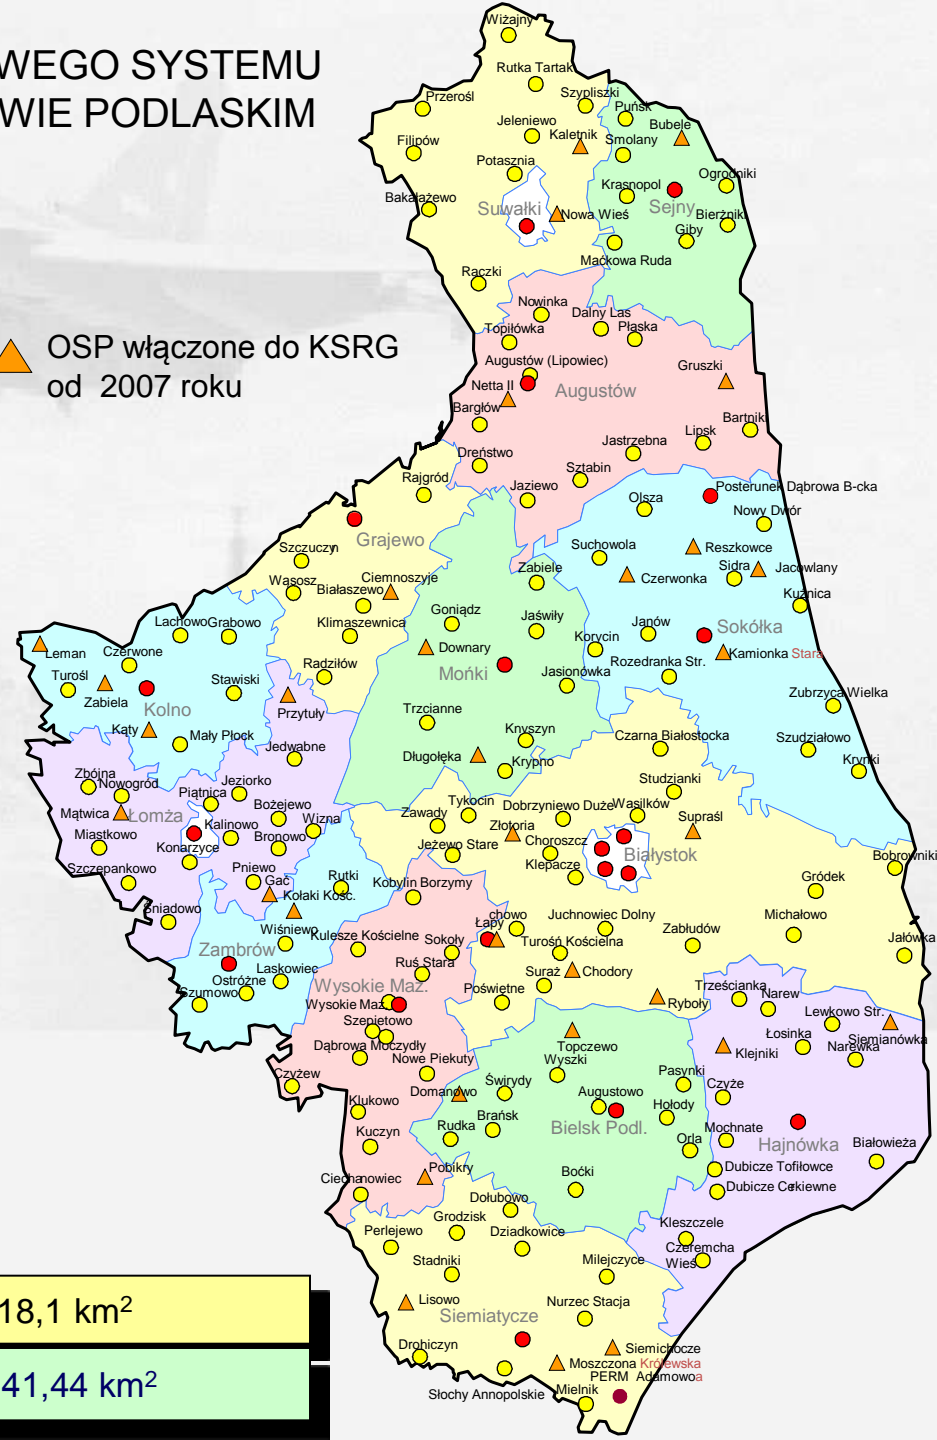 WEGO SYSTEMU
WIE PODLASKIM
OSP włączone do KSRG
od 2007 roku
Wiżajny
Rutka Tartak
Przerośl
Szypliszki
Puńsk
Jeleniewo
Bubele
Filipów
Kaletnik
Smolany
Potasznia
Ogrodniki
Krasnopol
Bakałażewo
Suwałki
Nowa Wieś
Sejny
Bierżniki
Giby
Maćkowa Ruda
Raczki
Nowinka
Dalny Las
Topiłówka
Płaska
Augustów (Lipowiec)
Gruszki
Netta II
Augustów
Bargłów
Bartniki
Lipsk
Jastrzebna
Dreństwo
Sztabin
Rajgród
Jaziewo
Posterunek Dąbrowa B-cka
Olsza
Nowy Dwór
Grajewo
Szczuczyn
Suchowola
Reszkowce
Zabiele
Sidra
Jacowlany
Wąsosz
Ciemnoszyje
Czerwonka
Białaszewo
Kuźnica
Goniądz
Jaświły
Lachowo
Grabowo
Klimaszewnica
Janów
Sokółka
Korycin
Leman
Czerwone
Downary
Kamionka Stara
Radziłów
Mońki
Rozedranka Str.
Turośl
Stawiski
Jasionówka
Zabiela
Kolno
Przytuły
Zubrzyca Wielka
Kąty
Trzcianne
Mały Płock
Knyszyn
Czarna Białostocka
Szudziałowo
Jedwabne
Długołęka
Krypno
Krynki
Zbójna
Nowogród
Jeziorko
Studzianki
Piątnica
Mątwica
Łomża
Bożejewo
Zawady
Tykocin
Dobrzyniewo Duże
Wasilków
Supraśl
Miastkowo
Kalinowo
Wizna
Złotoria
Bronowo
Jeżewo Stare
Choroszcz
Białystok
Konarzyce
Klepacze
Bobrowniki
Szczepankowo
Pniewo
Gać
Rutki
Kobylin Borzymy
Gródek
Kołaki Kośc.
Śniadowo
Łapy
chowo
Juchnowiec Dolny
Michałowo
Wiśniewo
Kulesze Kościelne
Sokoły
Turośń Kościelna
Zabłudów
Jałówka
Zambrów
Laskowiec
Ruś Stara
Suraż
Chodory
Ostróżne
Wysokie Maz.
Trześcianka
Narew
Szumowo
Wysokie Maz.
Poświętne
Ryboły
Lewkowo Str.
Szepietowo
Siemianówka
Łosinka
Dąbrowa Moczydły
Topczewo
Klejniki
Narewka
Nowe Piekuty
Wyszki
Czyżew
Domanowo
Świrydy
Pasynki
Czyże
Klukowo
Augustowo
Brańsk
Hołody
Bielsk Podl.
Mochnate
Kuczyn
Rudka
Orla
Hajnówka
Białowieża
Pobikry
Boćki
Dubicze Tofiłowce
Ciechanowiec
Dubicze Cerkiewne
Dołubowo
Kleszczele
Perlejewo
Grodzisk
Dziadkowice
Czeremcha
Wieś
Stadniki
Milejczyce
Lisowo
Nurzec Stacja
Siemiatycze
Drohiczyn
Siemichocze
Moszczona Królewska
PERM Adamowoa
Słochy Annopolskie
Mielnik
18,1 km²
41,44 km²